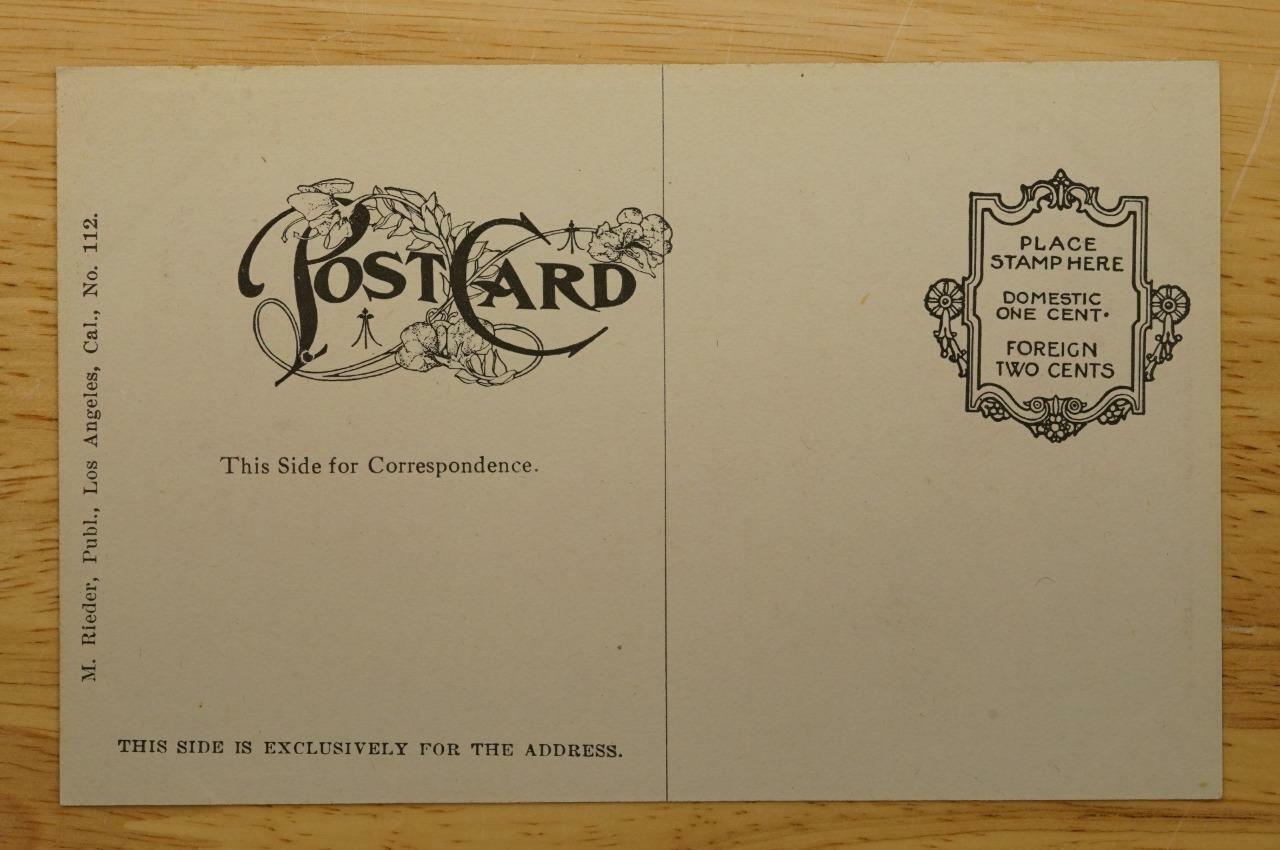 M. Rieder, Publ., Los Angeles, Cal., No. 112.
POST CARD
This Side for Correspondence.
THIS SIDE IS EXCLUSIVELY FOR THE ADDRESS.
PLACE
STAMP HERE
DOMESTIC
ONE CENT.
FOREIGN
TWO CENTS